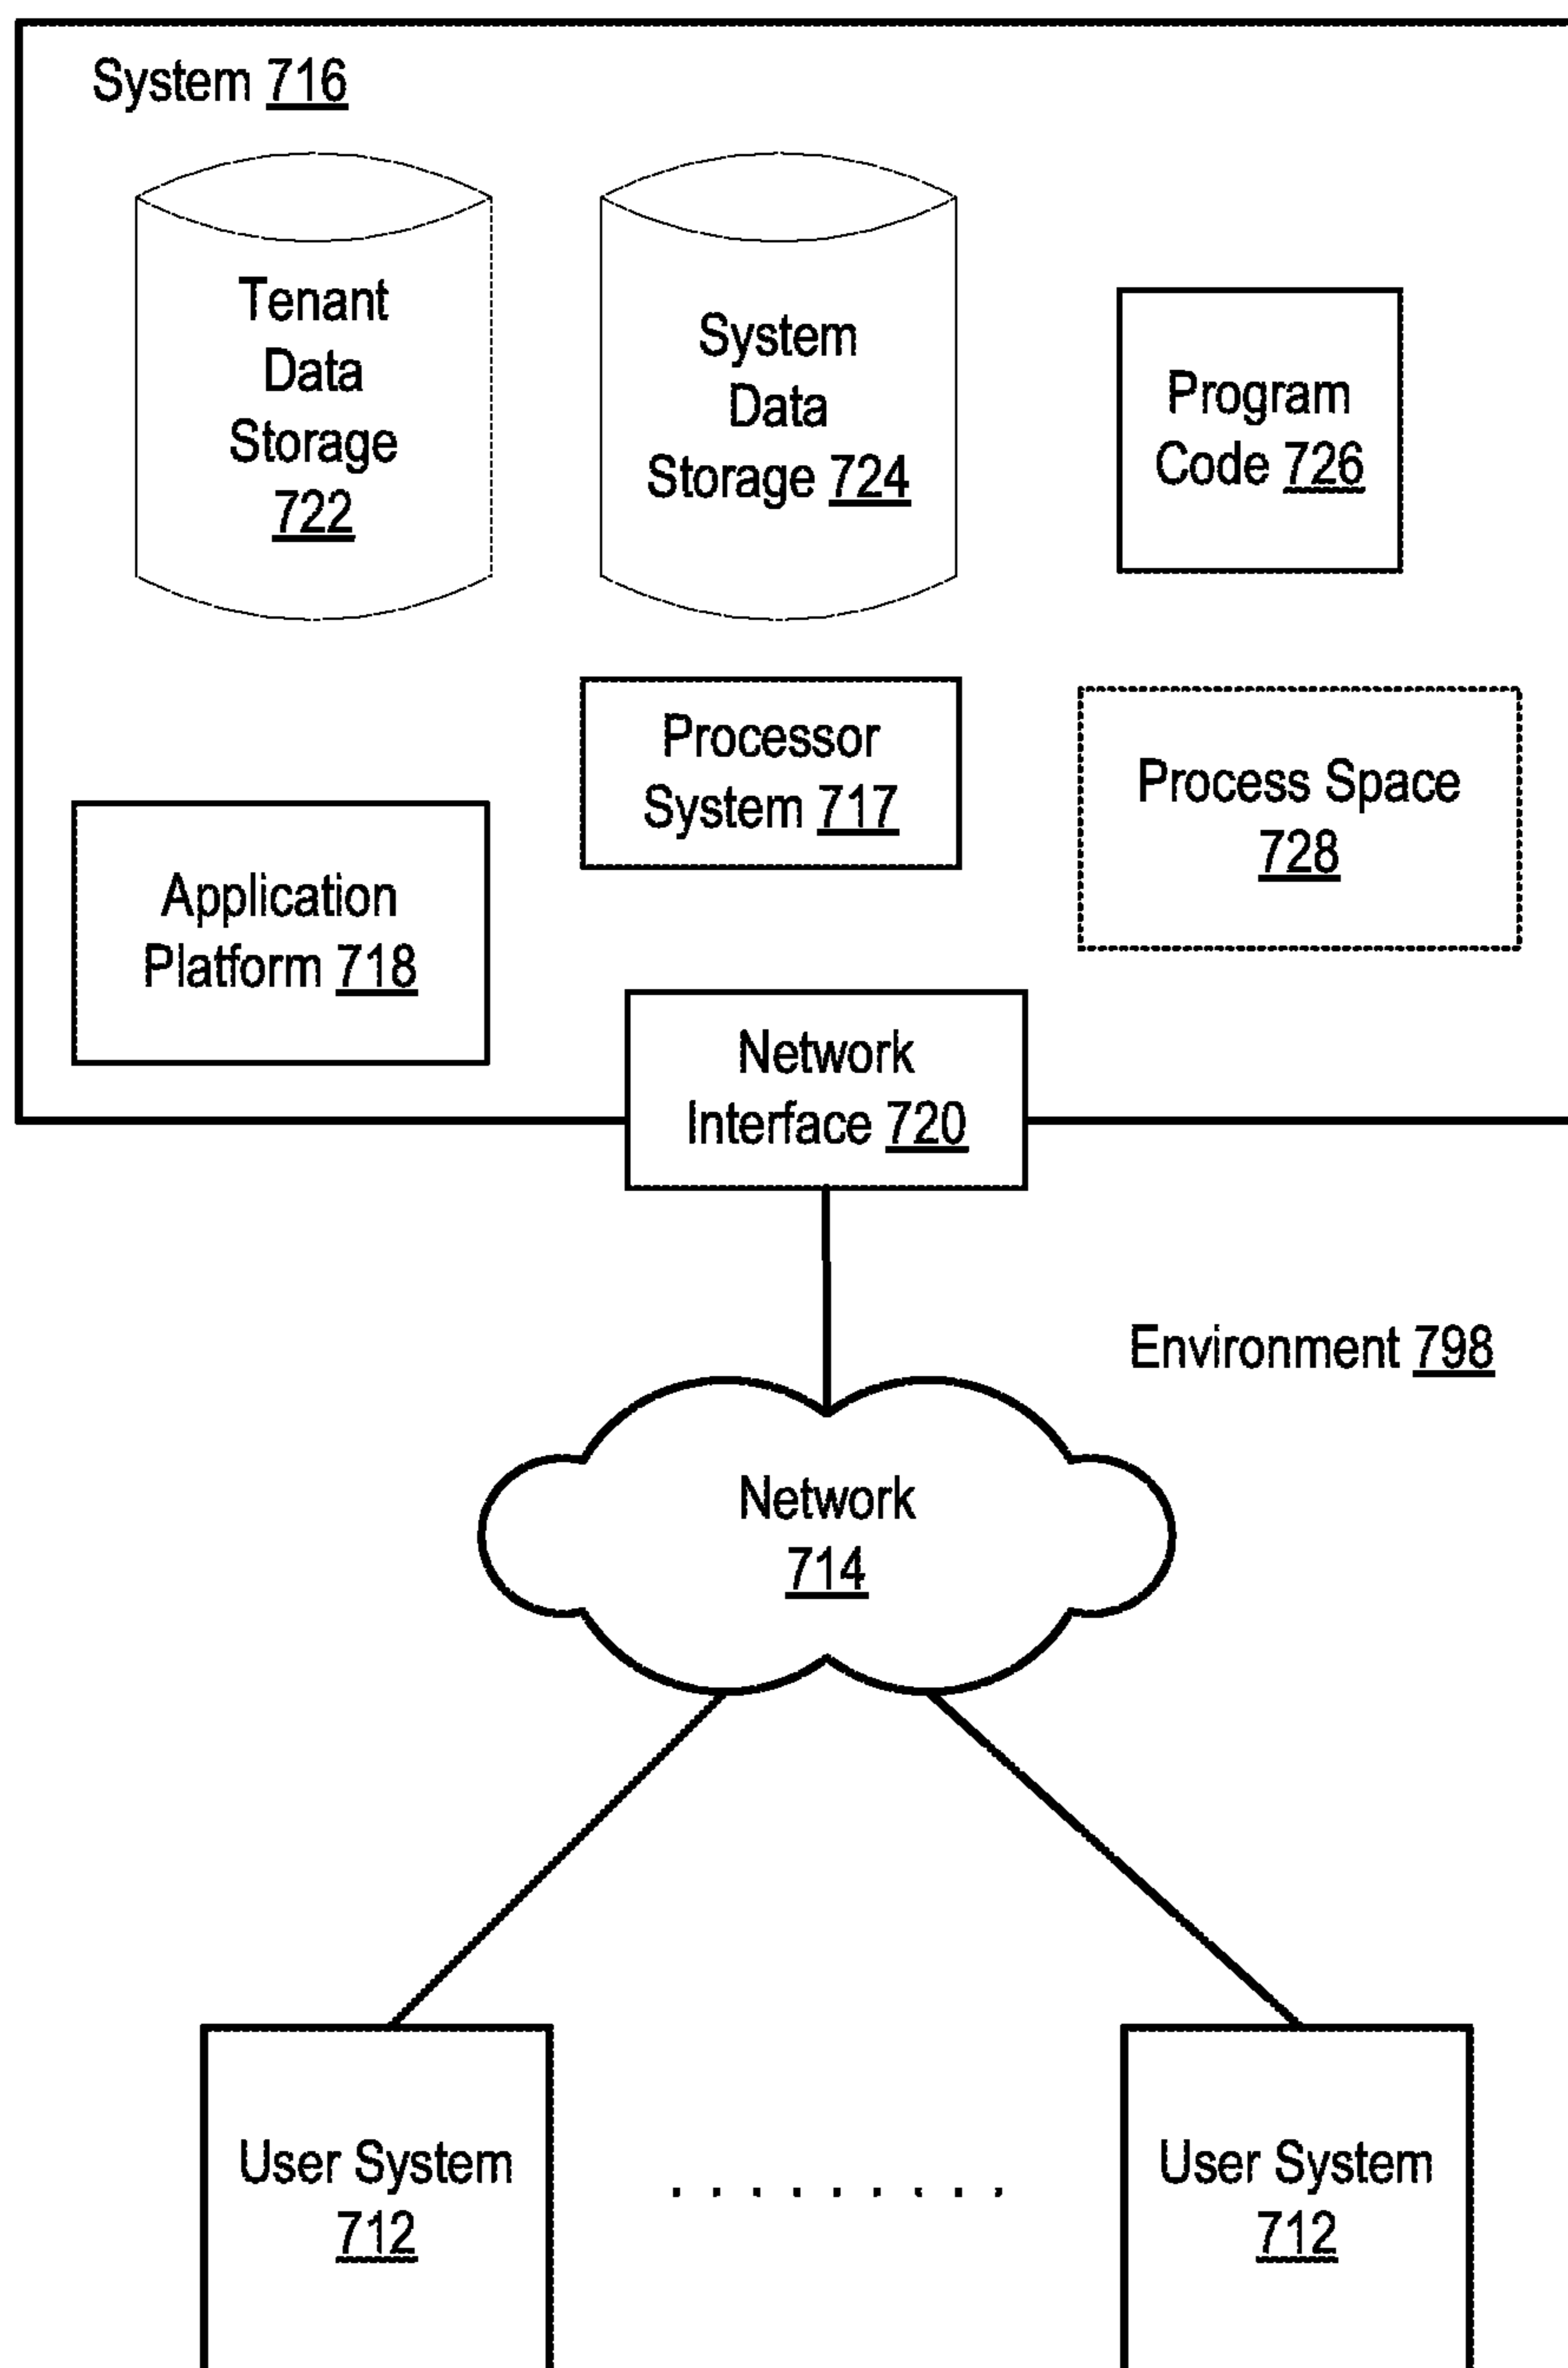 System 716
Tenant
Data
Storage
722
System
Data
Storage 724
Program
Code 726
Processor
System 717
Process Space
728
Application
Platform 718
Network
Interface 720
Environment 798
Network
714
User System
712
. . . . . . . . .
User System
712